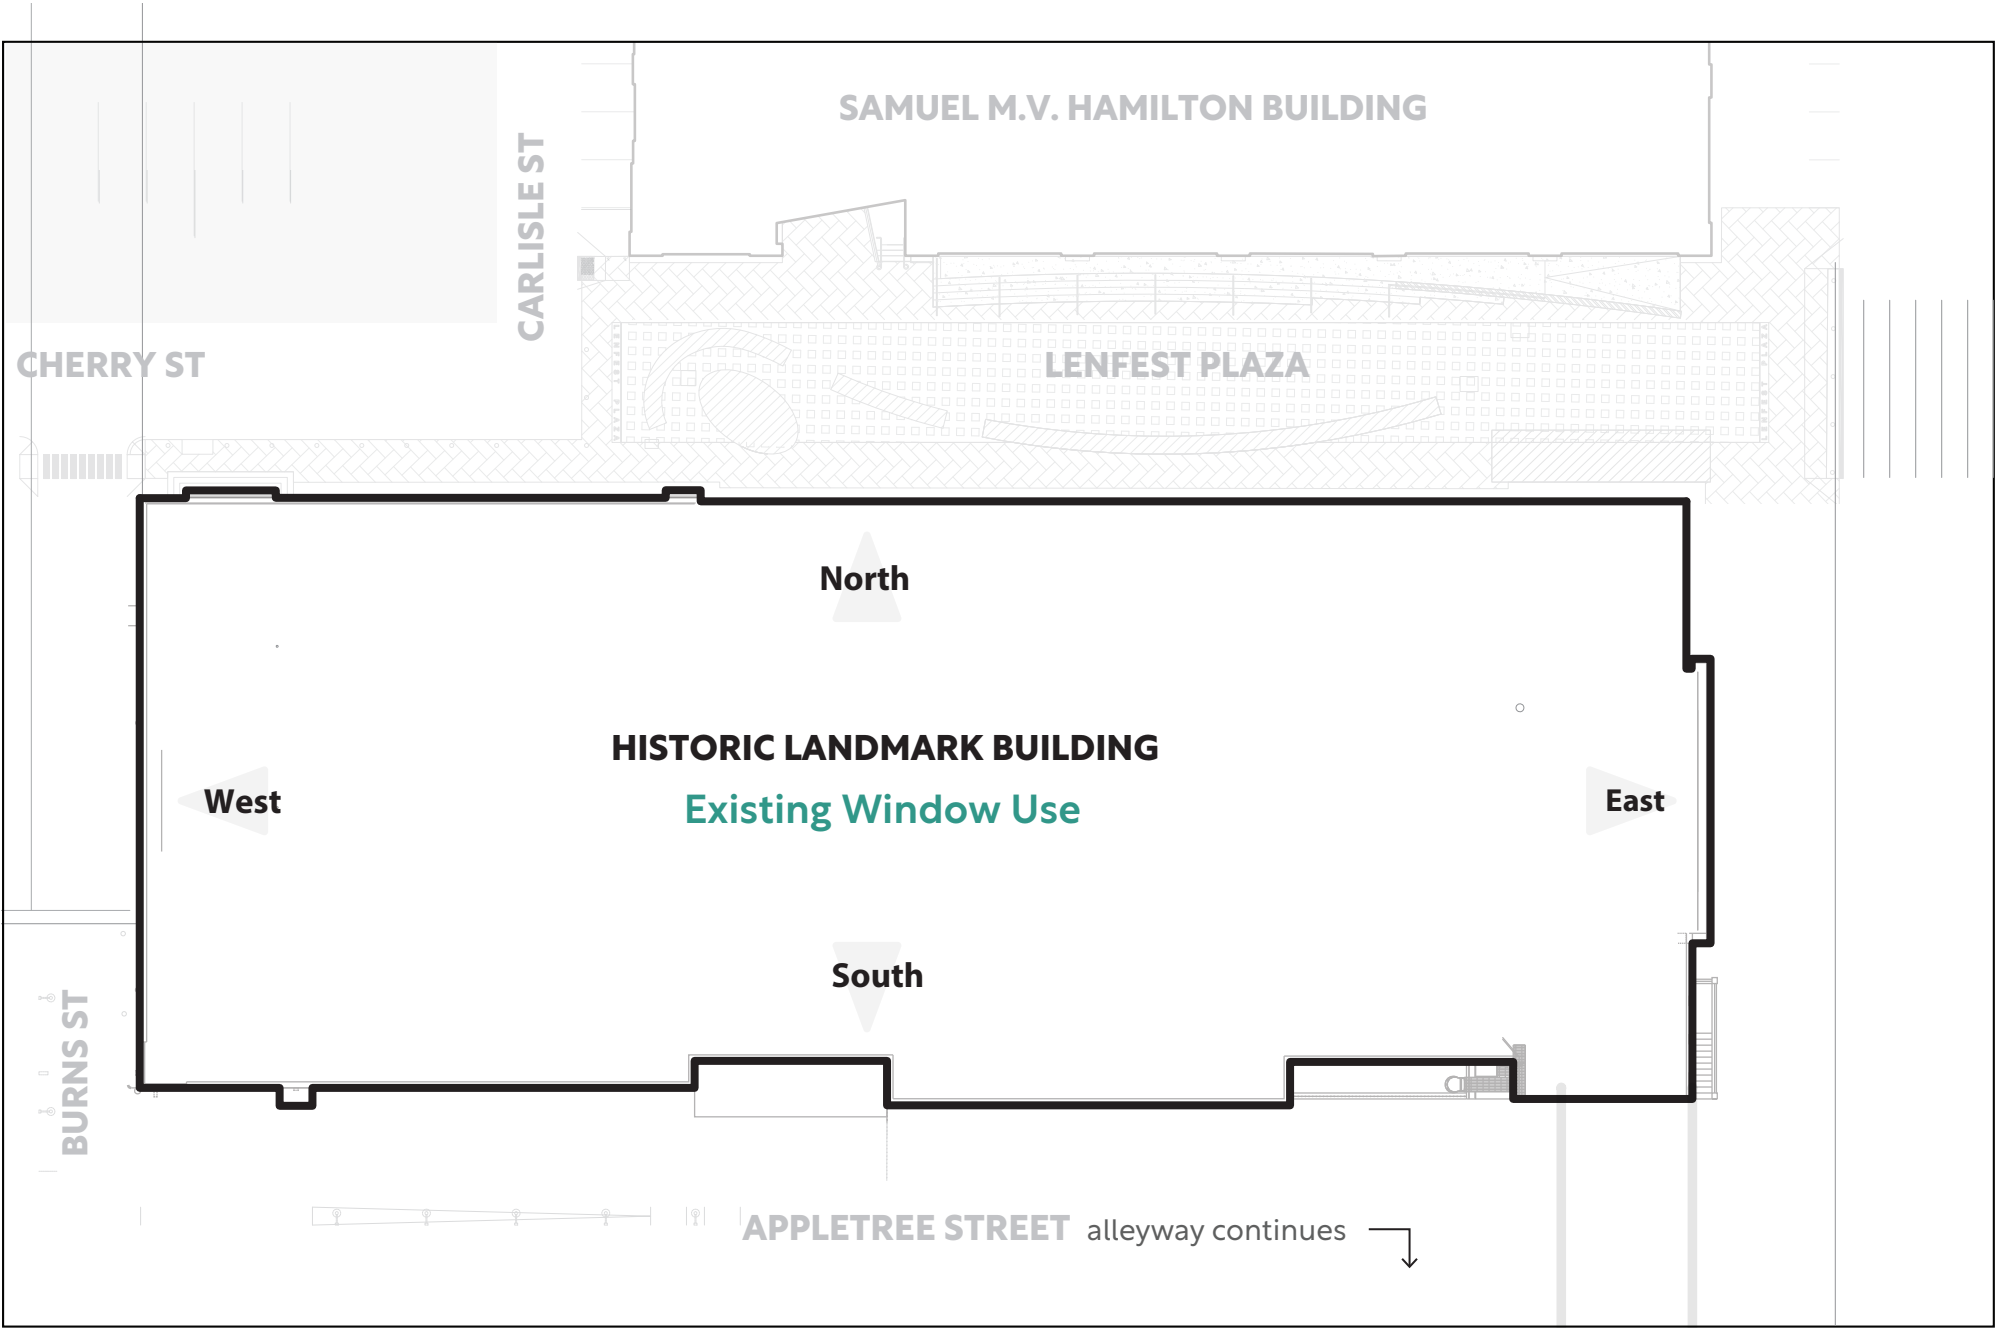 SAMUEL M.V. HAMILTON BUILDING
CARLISLE ST
CHERRY ST
LENFEST PLAZA
North
HISTORIC LANDMARK BUILDING
Existing Window Use
West
East
South
BURNS ST
APPLETREE STREET alleyway continues